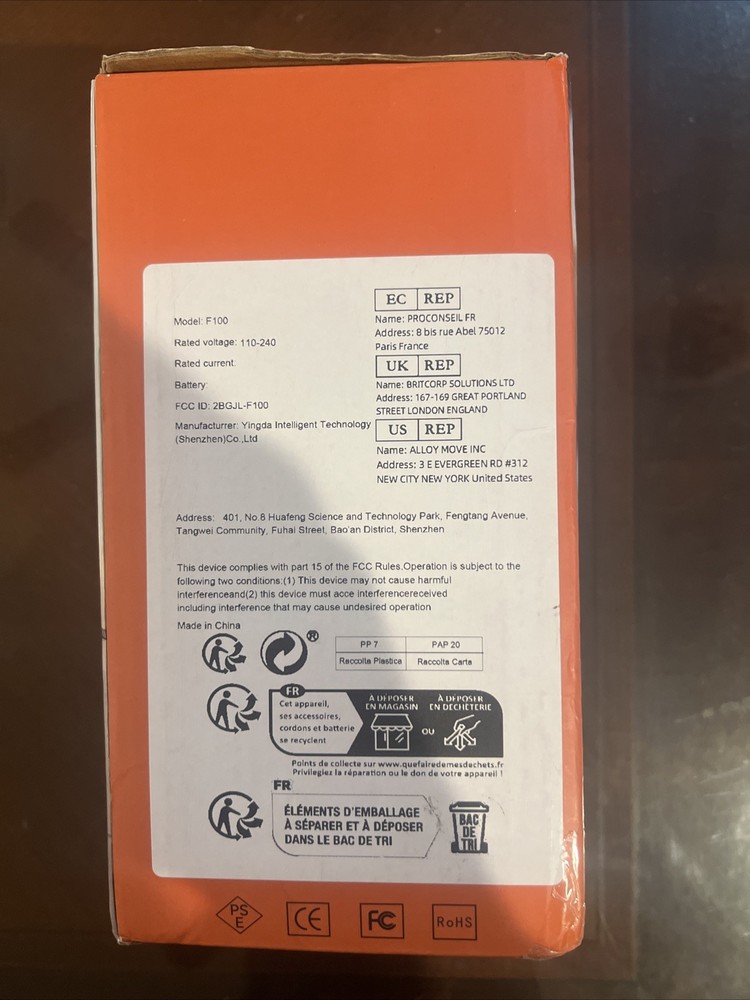 Model: F100
Rated voltage: 110-240
Rated current:
Battery:
FCC ID: 2BGJL-F100
Manufacturrer: Yingda Intelligent Technology
(Shenzhen)Co.,Ltd
EC REP
Name: PROCONSEIL FR
Address: 8 bis rue Abel 75012
Paris France
UK REP
Name: BRITCORP SOLUTIONS LTD
Address: 167-169 GREAT PORTLAND
STREET LONDON ENGLAND
US REP
Name: ALLOY MOVE INC
Address: 3 E EVERGREEN RD #312
NEW CITY NEW YORK United States
Address: 401, No.8 Huafeng Science and Technology Park, Fengtang Avenue,
Tangwei Community, Fuhai Street, Bao'an District, Shenzhen
This device complies with part 15 of the FCC Rules.Operation is subject to the
following two conditions:(1) This device may not cause harmful
interferenceand(2) this device must acce interferencereceived
including interference that may cause undesired operation
Made in China
®
PP 7 PAP 20
Raccolta Plastica Raccolta Carta
FR
Cet appareil,
ses accessoires,
cordons et batterie
se recyclent
À DÉPOSER
EN MAGASIN
OU
À DÉPOSER
EN DÉCHÈTERIE
Points de collecte sur www.quefairedemesdechets.fr
Privilégiez la réparation ou le don de votre appareil !
FR
ÉLÉMENTS D'EMBALLAGE
À SÉPARER ET À DÉPOSER
DANS LE BAC DE TRI
BAC
DE
TRI
PS
E
CE
FC
RoHS